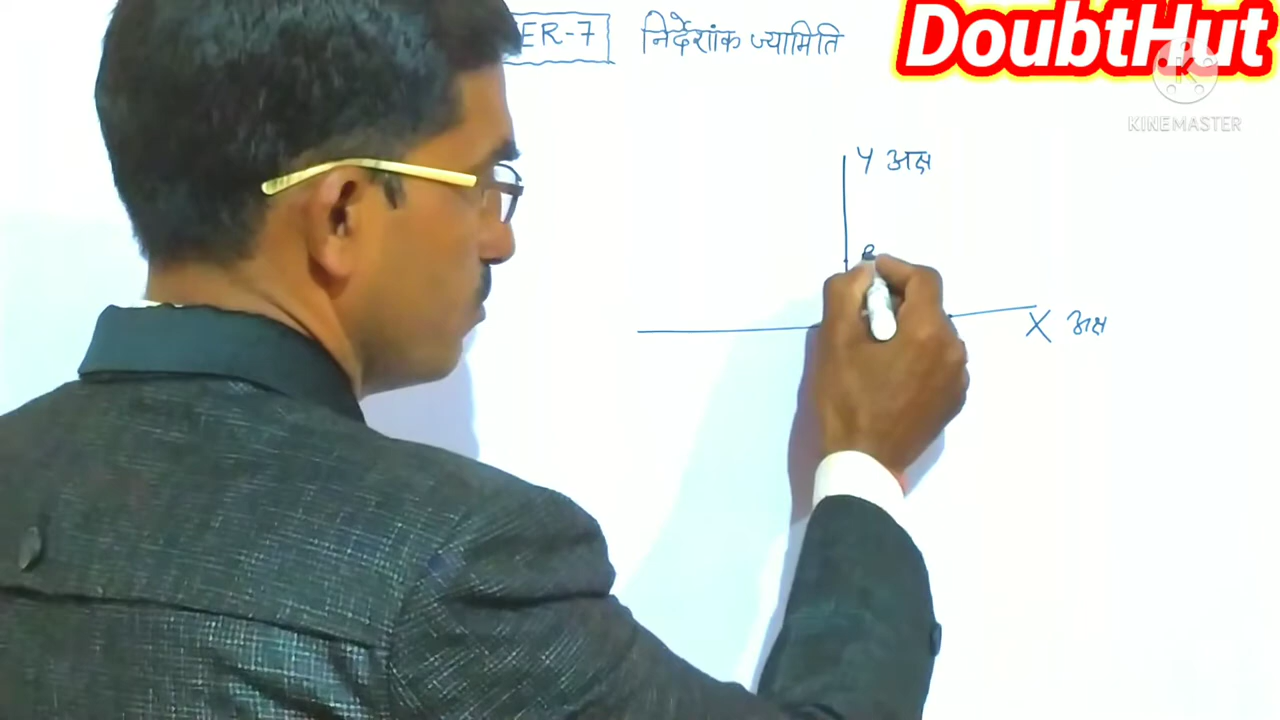 ER-7 निर्देशांक ज्यामिति
DoubtHut
KINEMASTER
Y अक्ष
X अक्ष